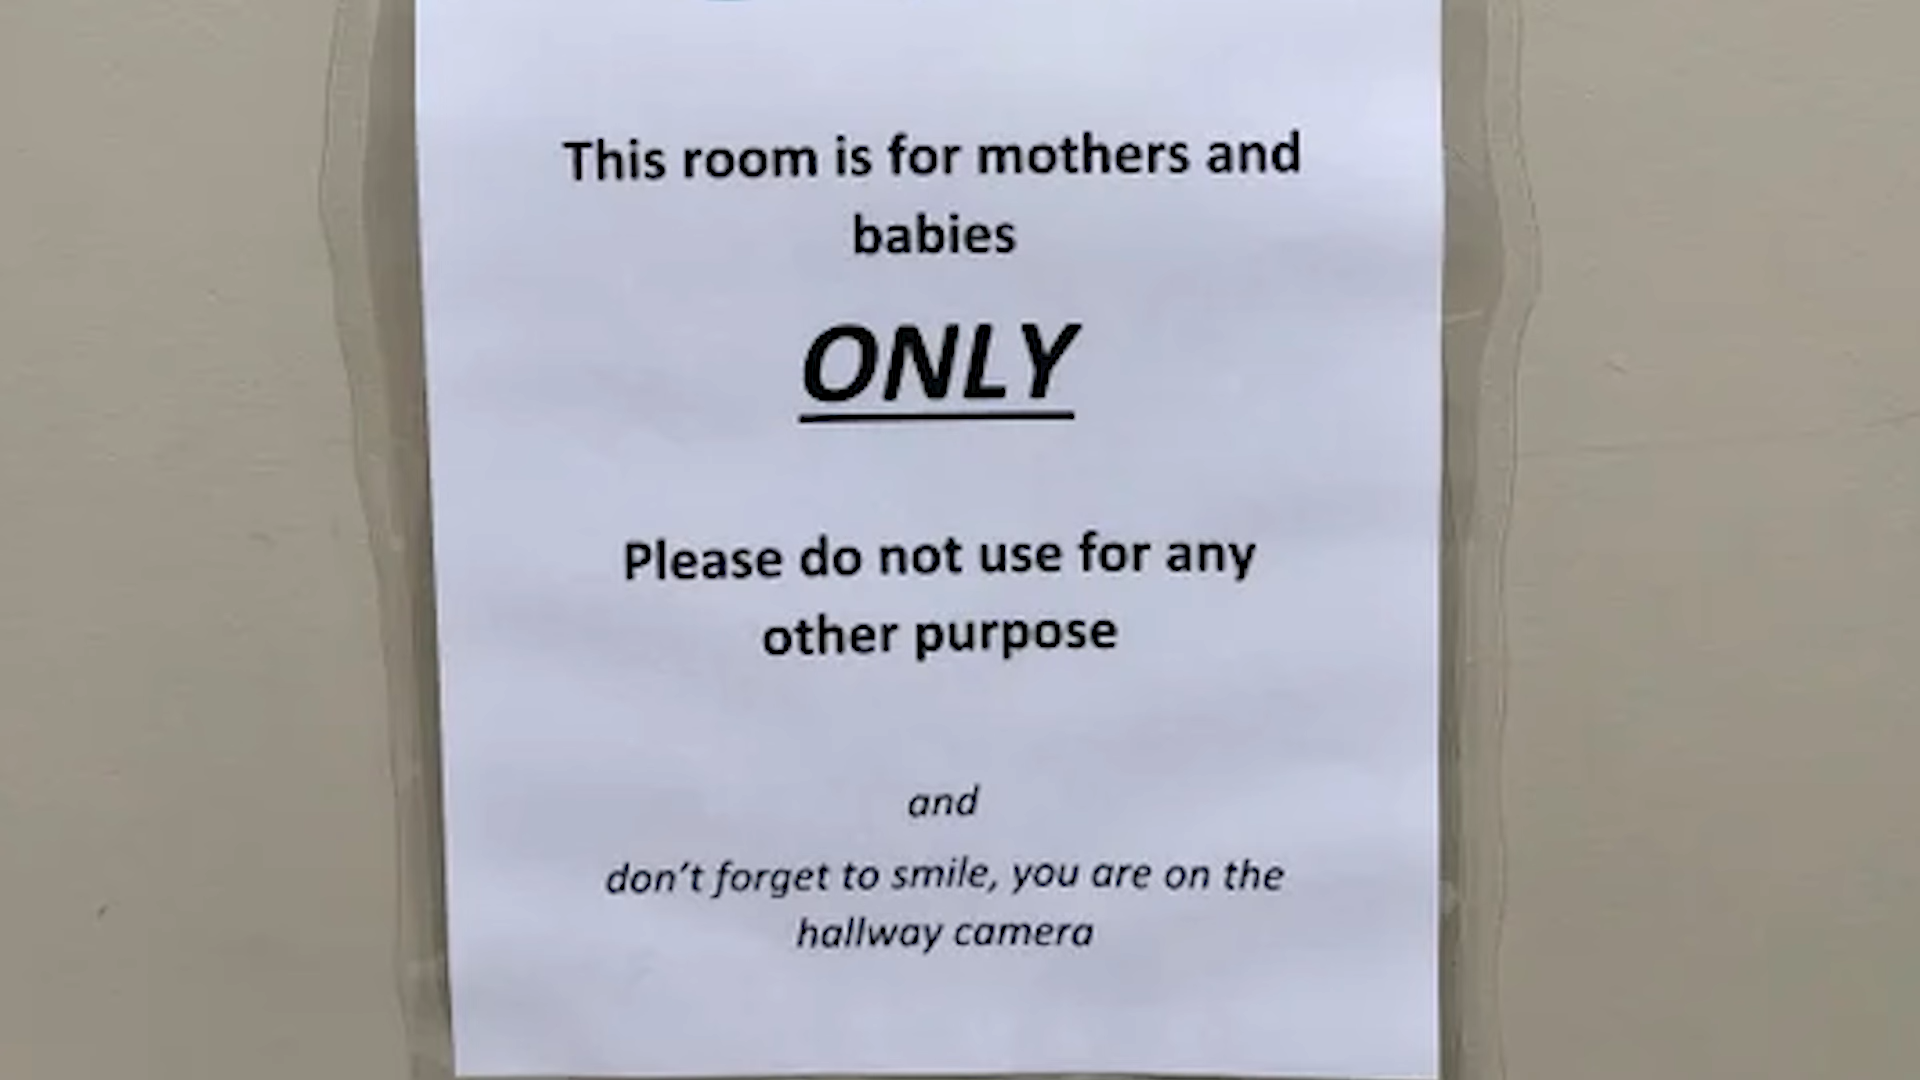 This room is for mothers and
babies
ONLY
Please do not use for any
other purpose
and
don’t forget to smile, you are on the
hallway camera